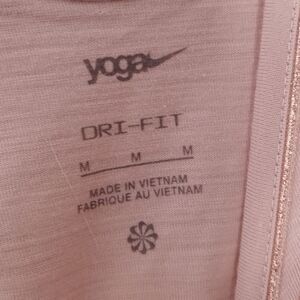 yoga
DRI-FIT
M M M
MADE IN VIETNAM
FABRIQUE AU VIETNAM